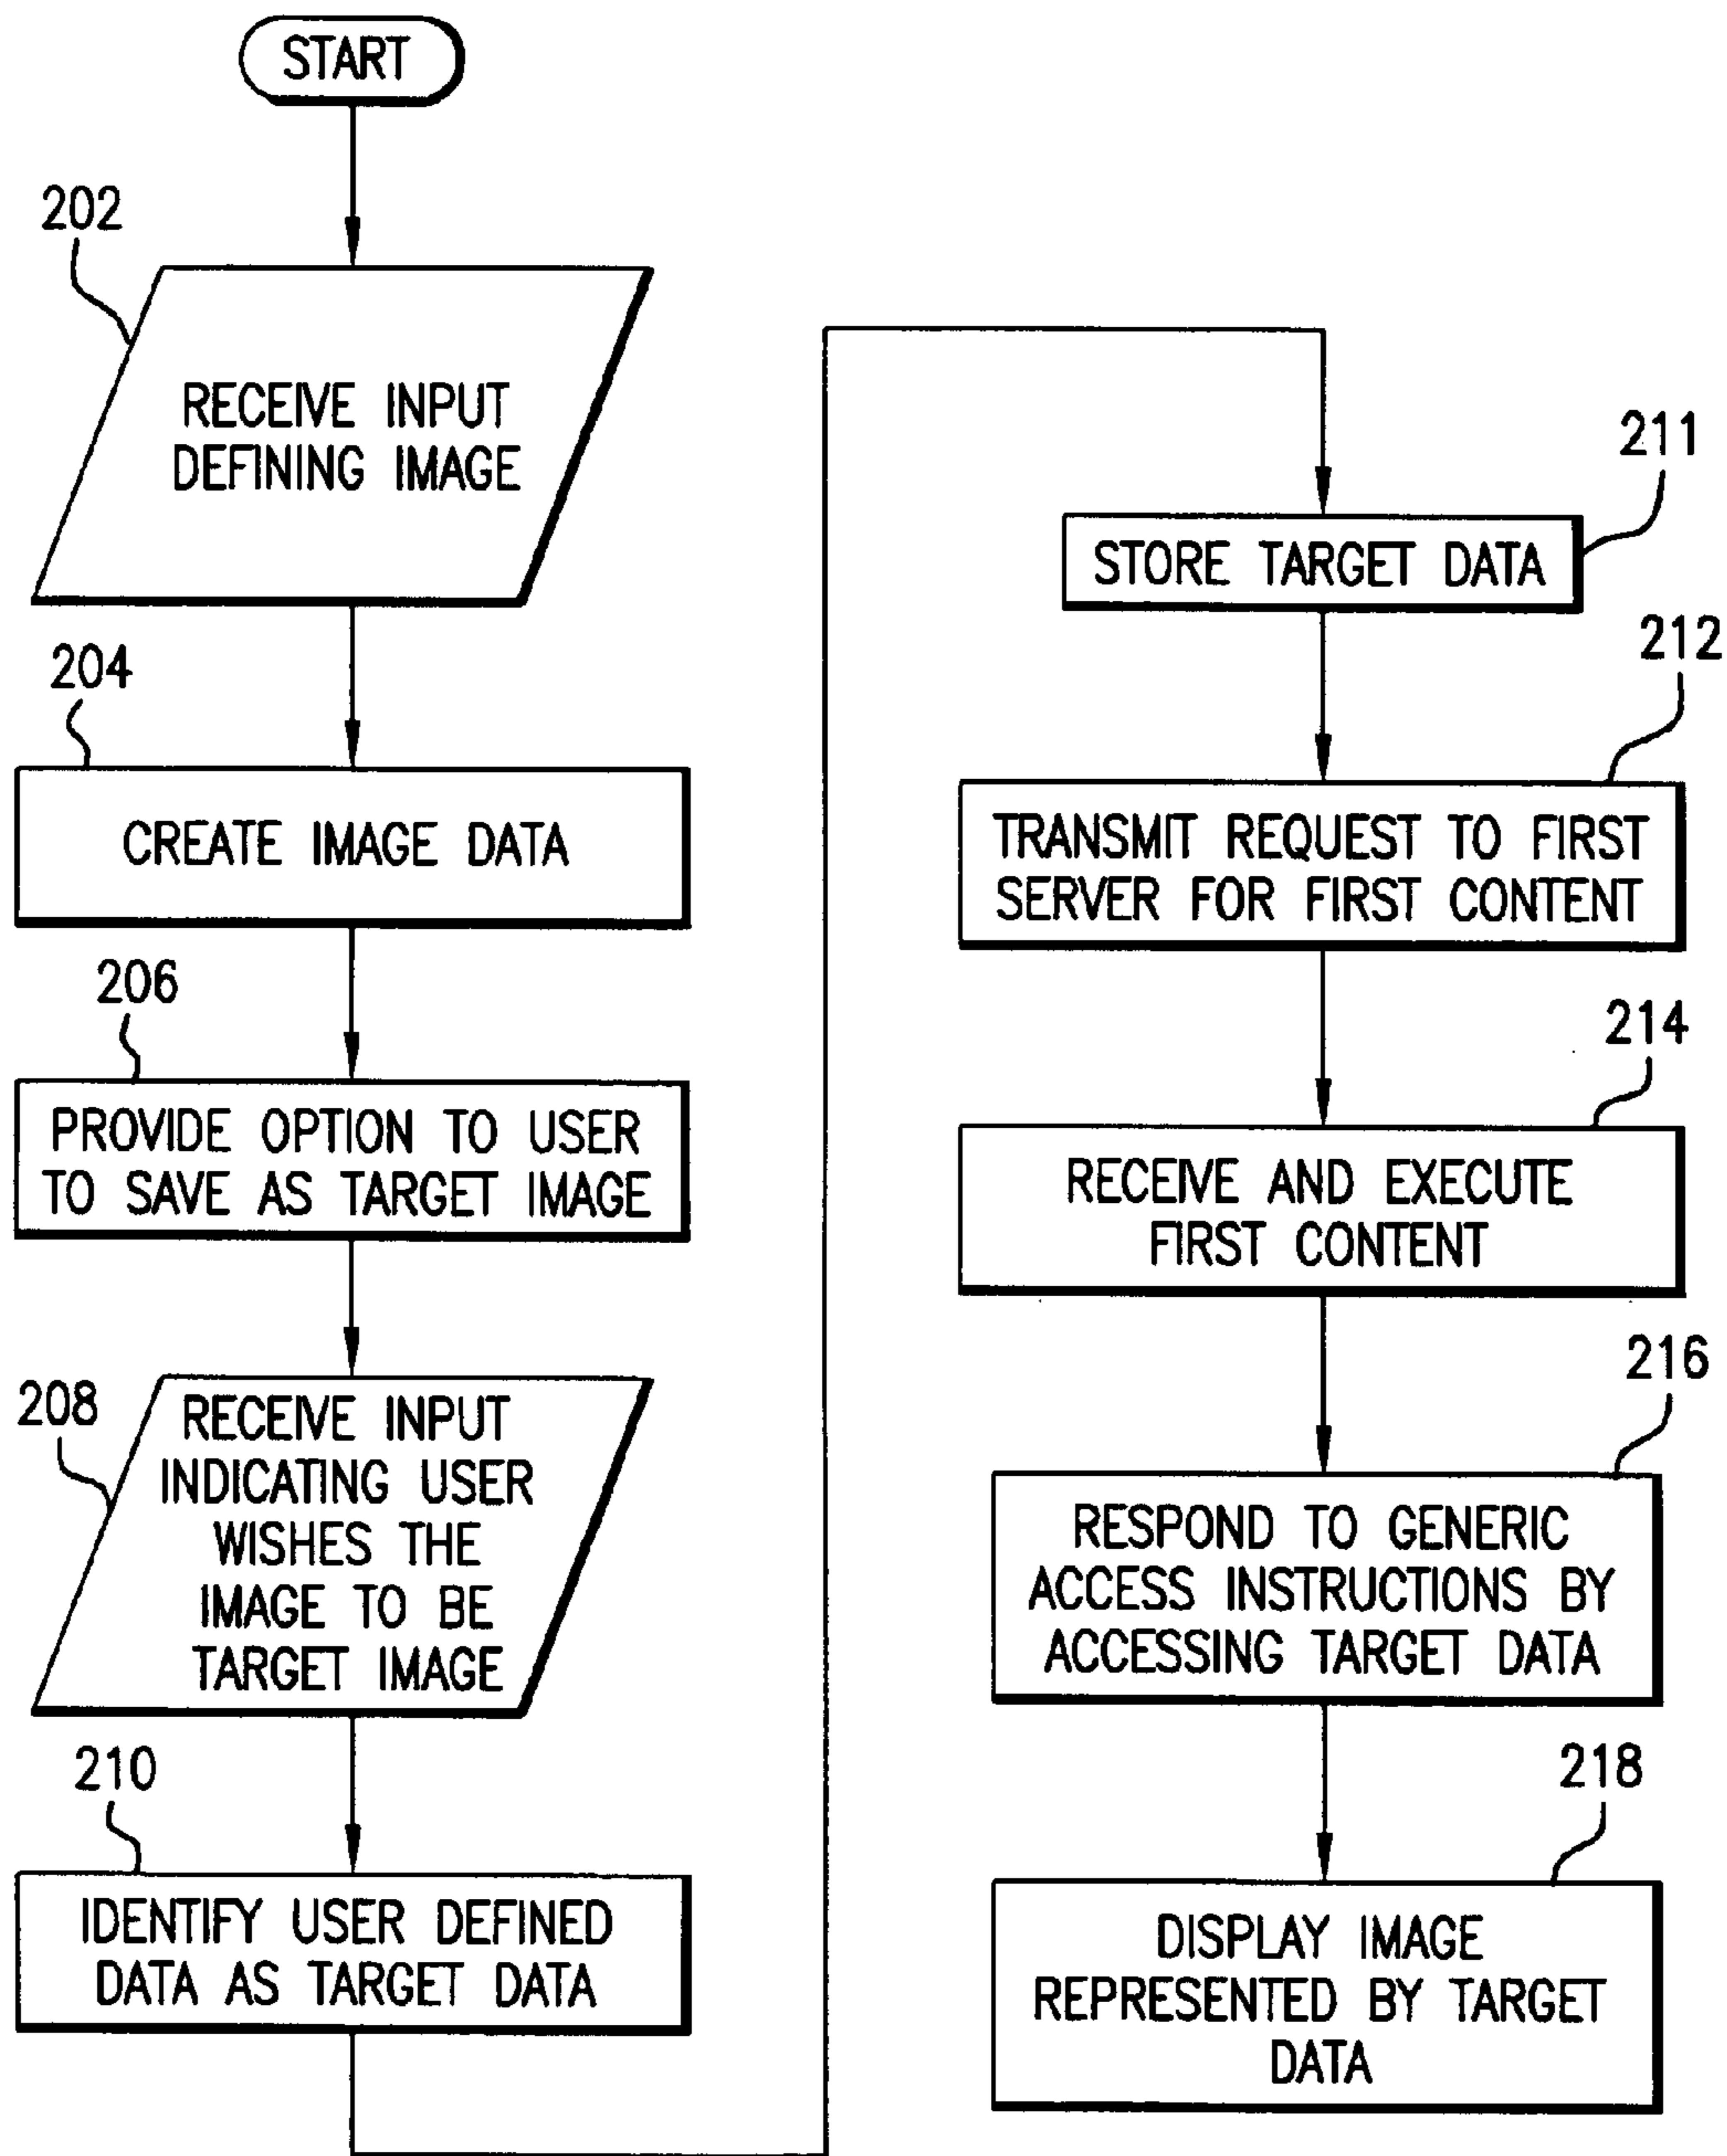 START
202
RECEIVE INPUT
DEFINING IMAGE
204
CREATE IMAGE DATA
206
PROVIDE OPTION TO USER
TO SAVE AS TARGET IMAGE
208
RECEIVE INPUT
INDICATING USER
WISHES THE
IMAGE TO BE
TARGET IMAGE
210
IDENTIFY USER DEFINED
DATA AS TARGET DATA
211
STORE TARGET DATA
212
TRANSMIT REQUEST TO FIRST
SERVER FOR FIRST CONTENT
214
RECEIVE AND EXECUTE
FIRST CONTENT
216
RESPOND TO GENERIC
ACCESS INSTRUCTIONS BY
ACCESSING TARGET DATA
218
DISPLAY IMAGE
REPRESENTED BY TARGET
DATA